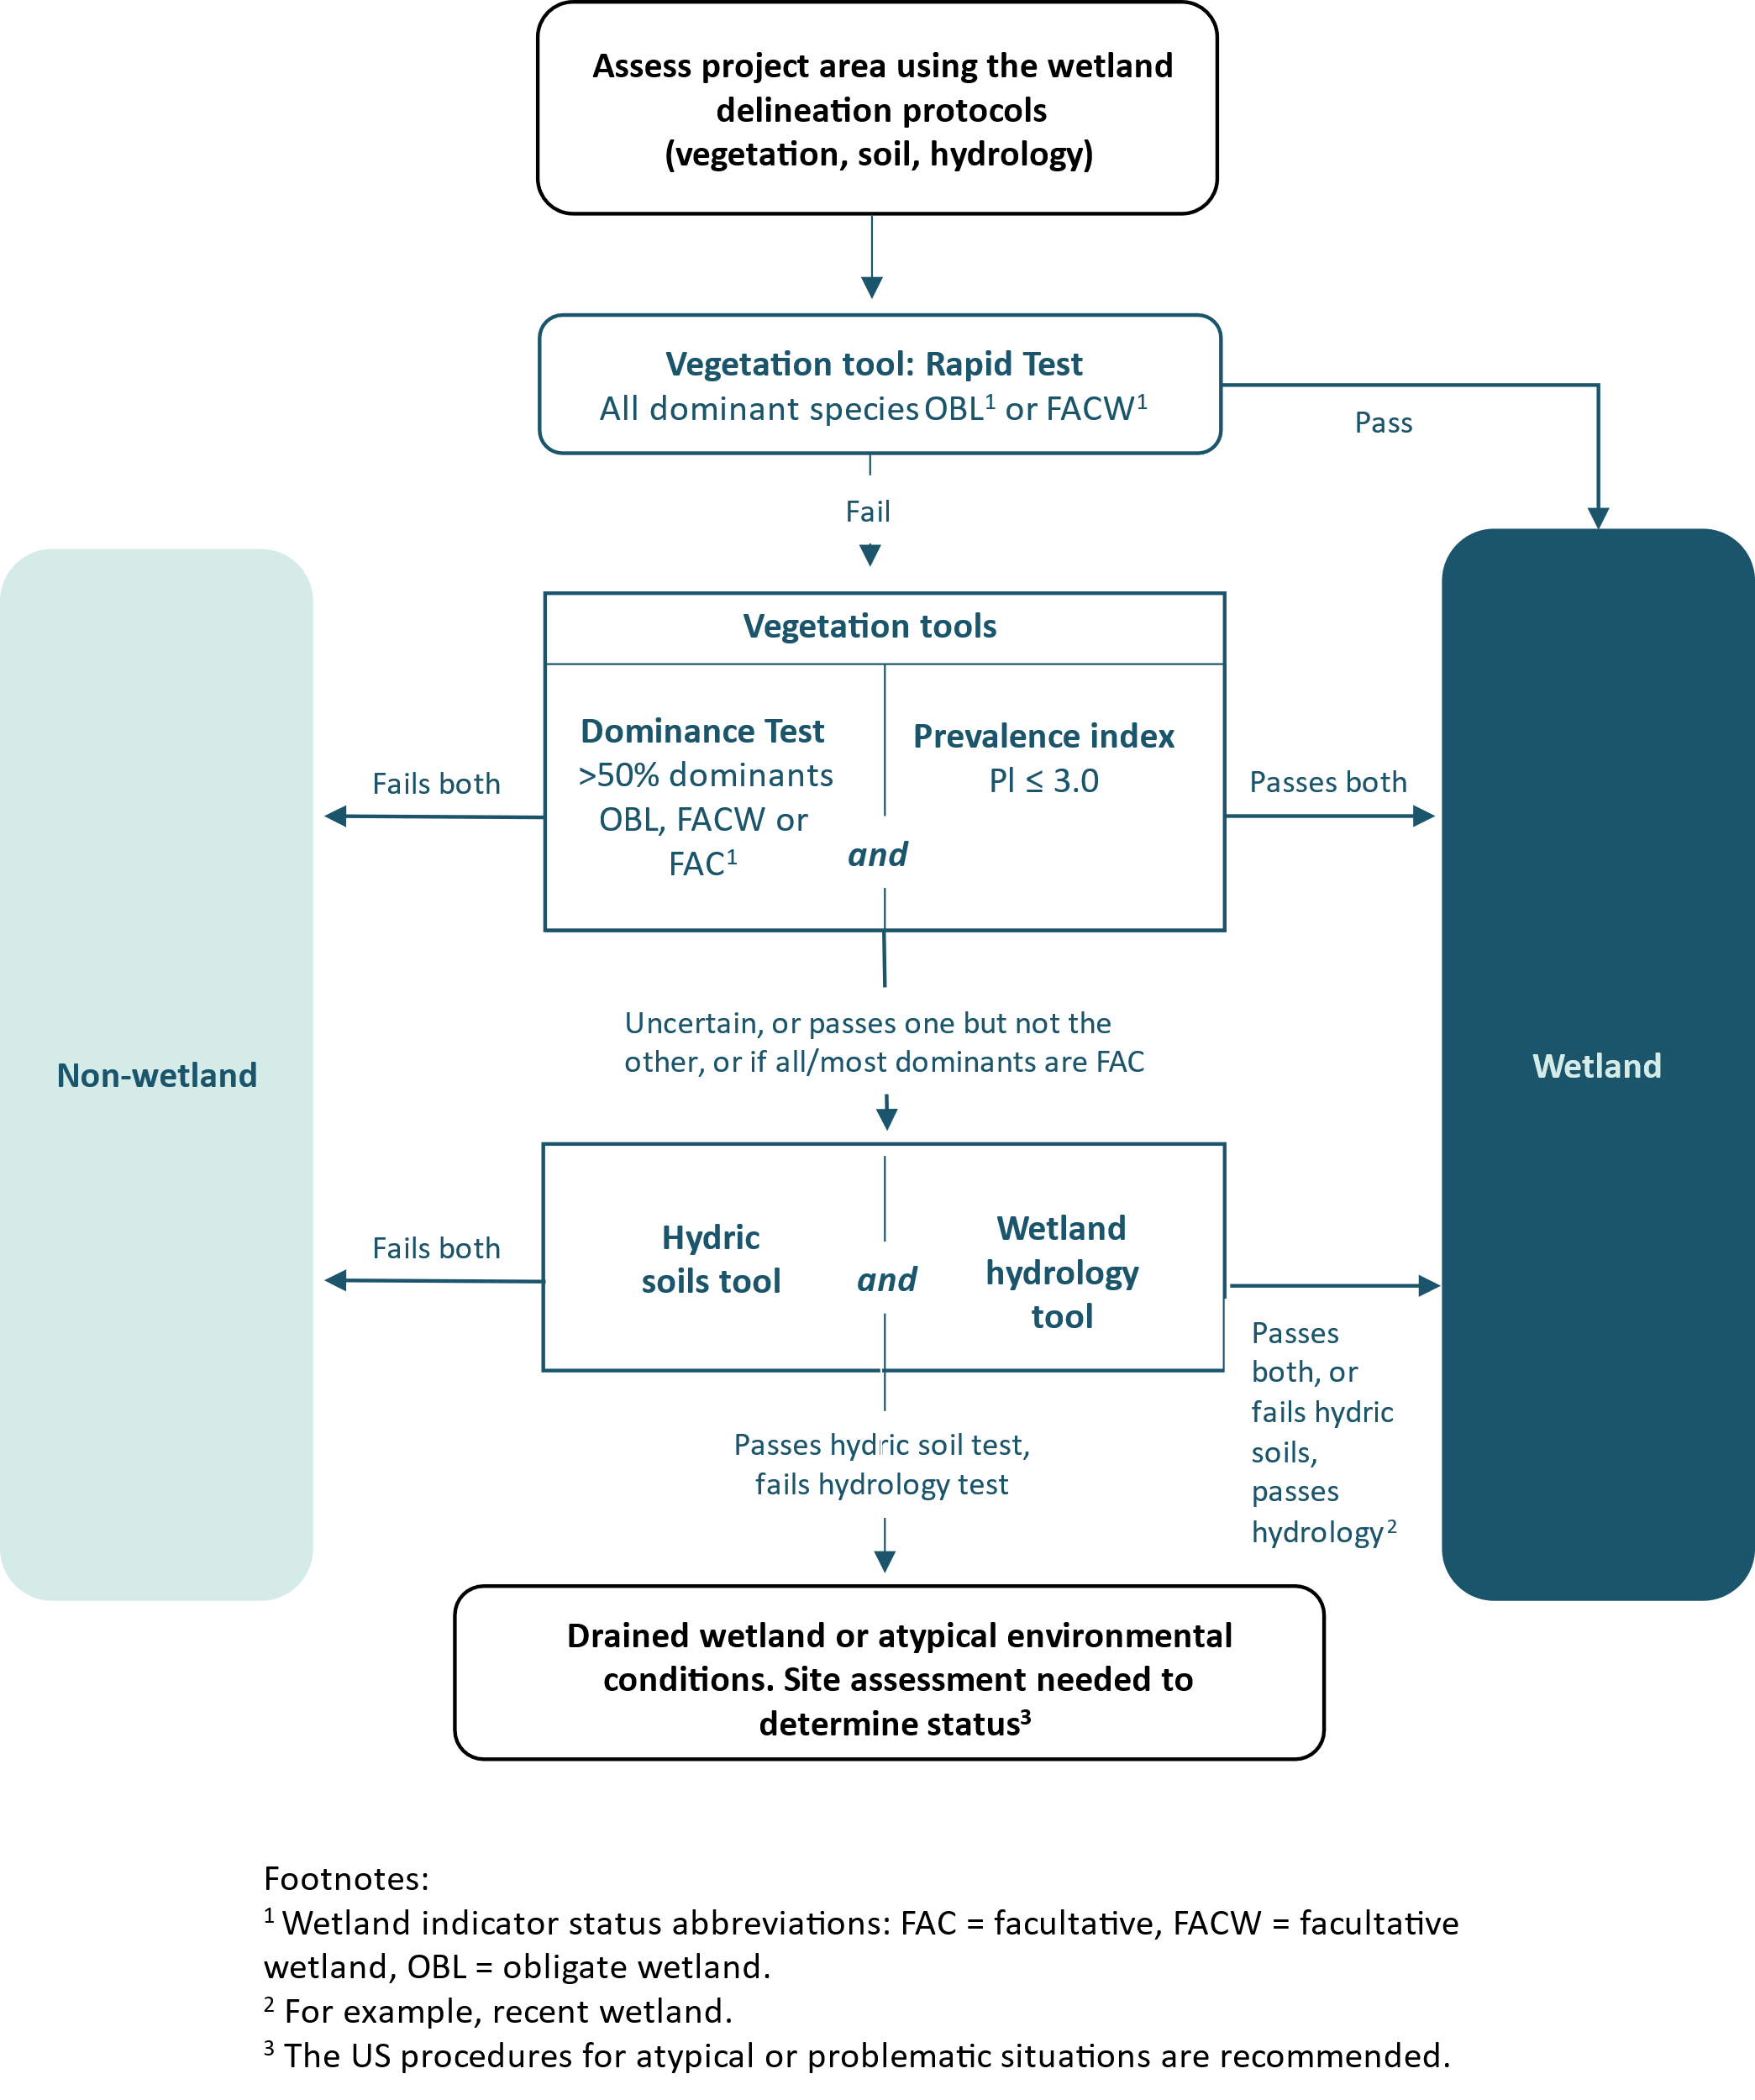 Assess project area using the wetland
delineation protocols
(vegetation, soil, hydrology)
Vegetation tool: Rapid Test
All dominant species OBL¹ or FACW¹
Pass
Fail
Vegetation tools
Dominance Test
>50% dominants
OBL, FACW or
FAC¹
and
Prevalence index
Pl ≤ 3.0
Fails both
Passes both
Uncertain, or passes one but not the
other, or if all/most dominants are FAC
Non-wetland
Wetland
Hydric
soils tool
and
Wetland
hydrology
tool
Fails both
Passes
both, or
fails hydric
soils,
passes
hydrology²
Passes hydric soil test,
fails hydrology test
Drained wetland or atypical environmental
conditions. Site assessment needed to
determine status³
Footnotes:
¹ Wetland indicator status abbreviations: FAC = facultative, FACW = facultative
wetland, OBL = obligate wetland.
² For example, recent wetland.
³ The US procedures for atypical or problematic situations are recommended.